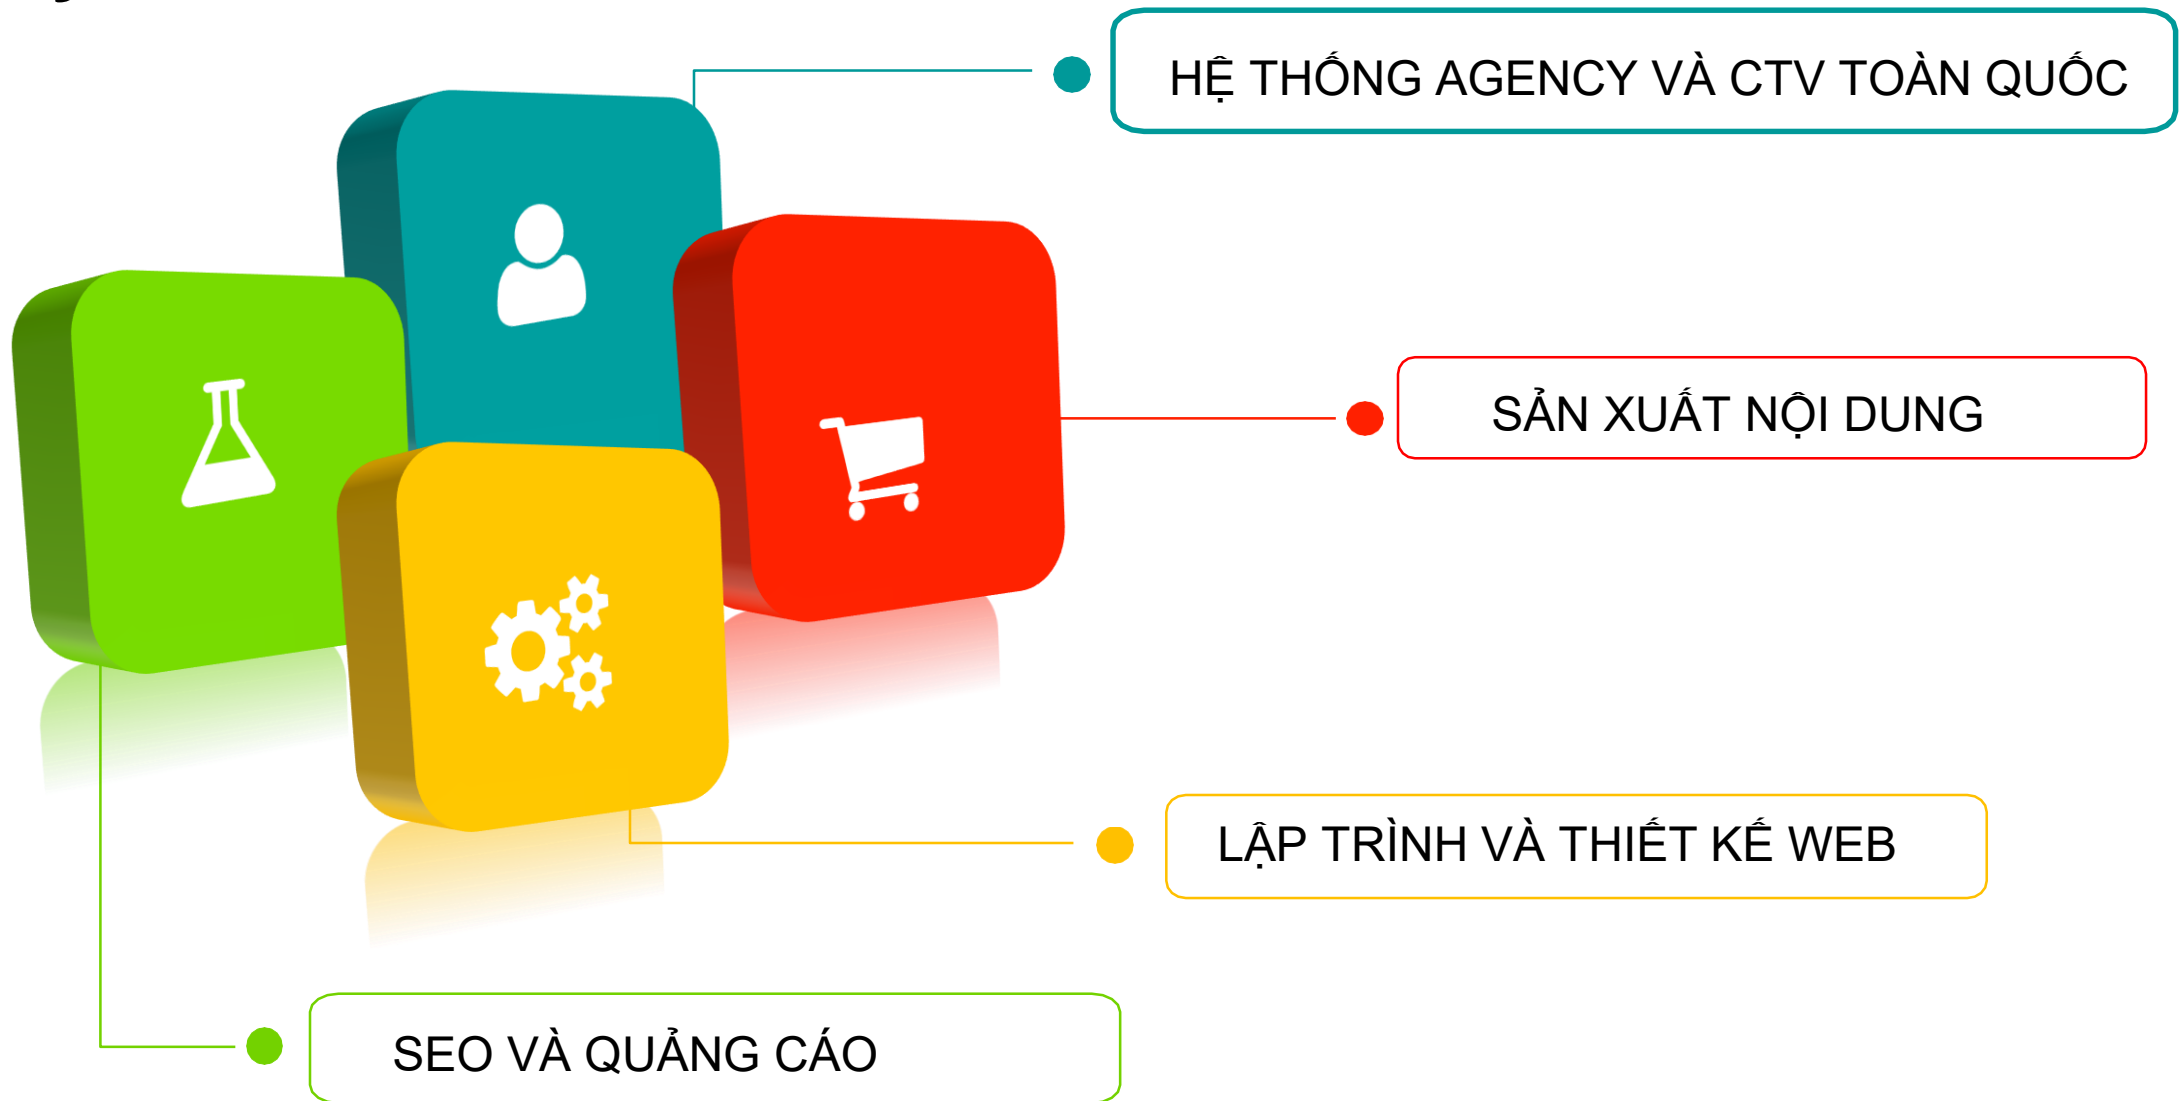 HỆ THỐNG AGENCY VÀ CTV TOÀN QUỐC
SẢN XUẤT NỘI DUNG
LẬP TRÌNH VÀ THIẾT KẾ WEB
SEO VÀ QUẢNG CÁO